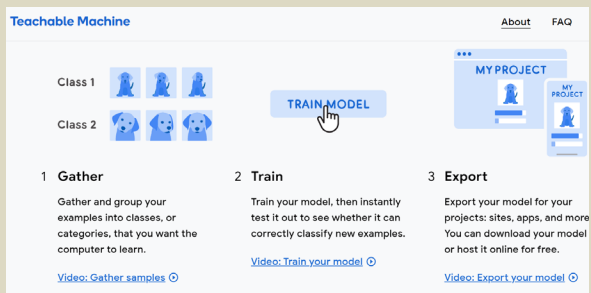 Teachable Machine
About FAQ
Class 1
Class 2
TRAIN MODEL
MY PROJECT
MY
PROJECT
1 Gather
Gather and group your
examples into classes, or
categories, that you want the
computer to learn.
Video: Gather samples
2 Train
Train your model, then instantly
test it out to see whether it can
correctly classify new examples.
Video: Train your model
3 Export
Export your model for your
projects: sites, apps, and more
You can download your model
or host it online for free.
Video: Export your model